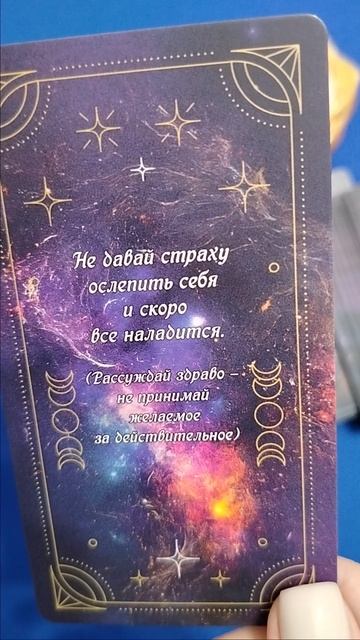 Не давай страху
ослепить себя
и скоро
все наладится.
(Рассуждай здраво –
не принимай
желаемое
за действительное)